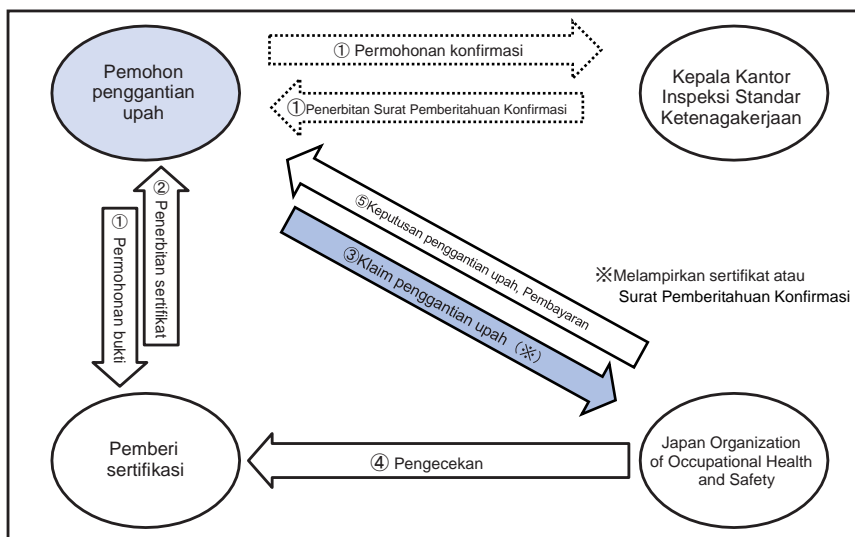 Pemohon
penggantian
upah
① Permohonan konfirmasi
Kepala Kantor
Inspeksi Standar
Ketenagakerjaan
①Penerbitan Surat Pemberitahuan Konfirmasi
① Permohonan bukti
② Penerbitan sertifikat
⑤Keputusan penggantian upah, Pembayaran
③Klaim penggantian upah（※）
※Melampirkan sertifikat atau
Surat Pemberitahuan Konfirmasi
Pemberi
sertifikasi
④ Pengecekan
Japan Organization
of Occupational Health
and Safety